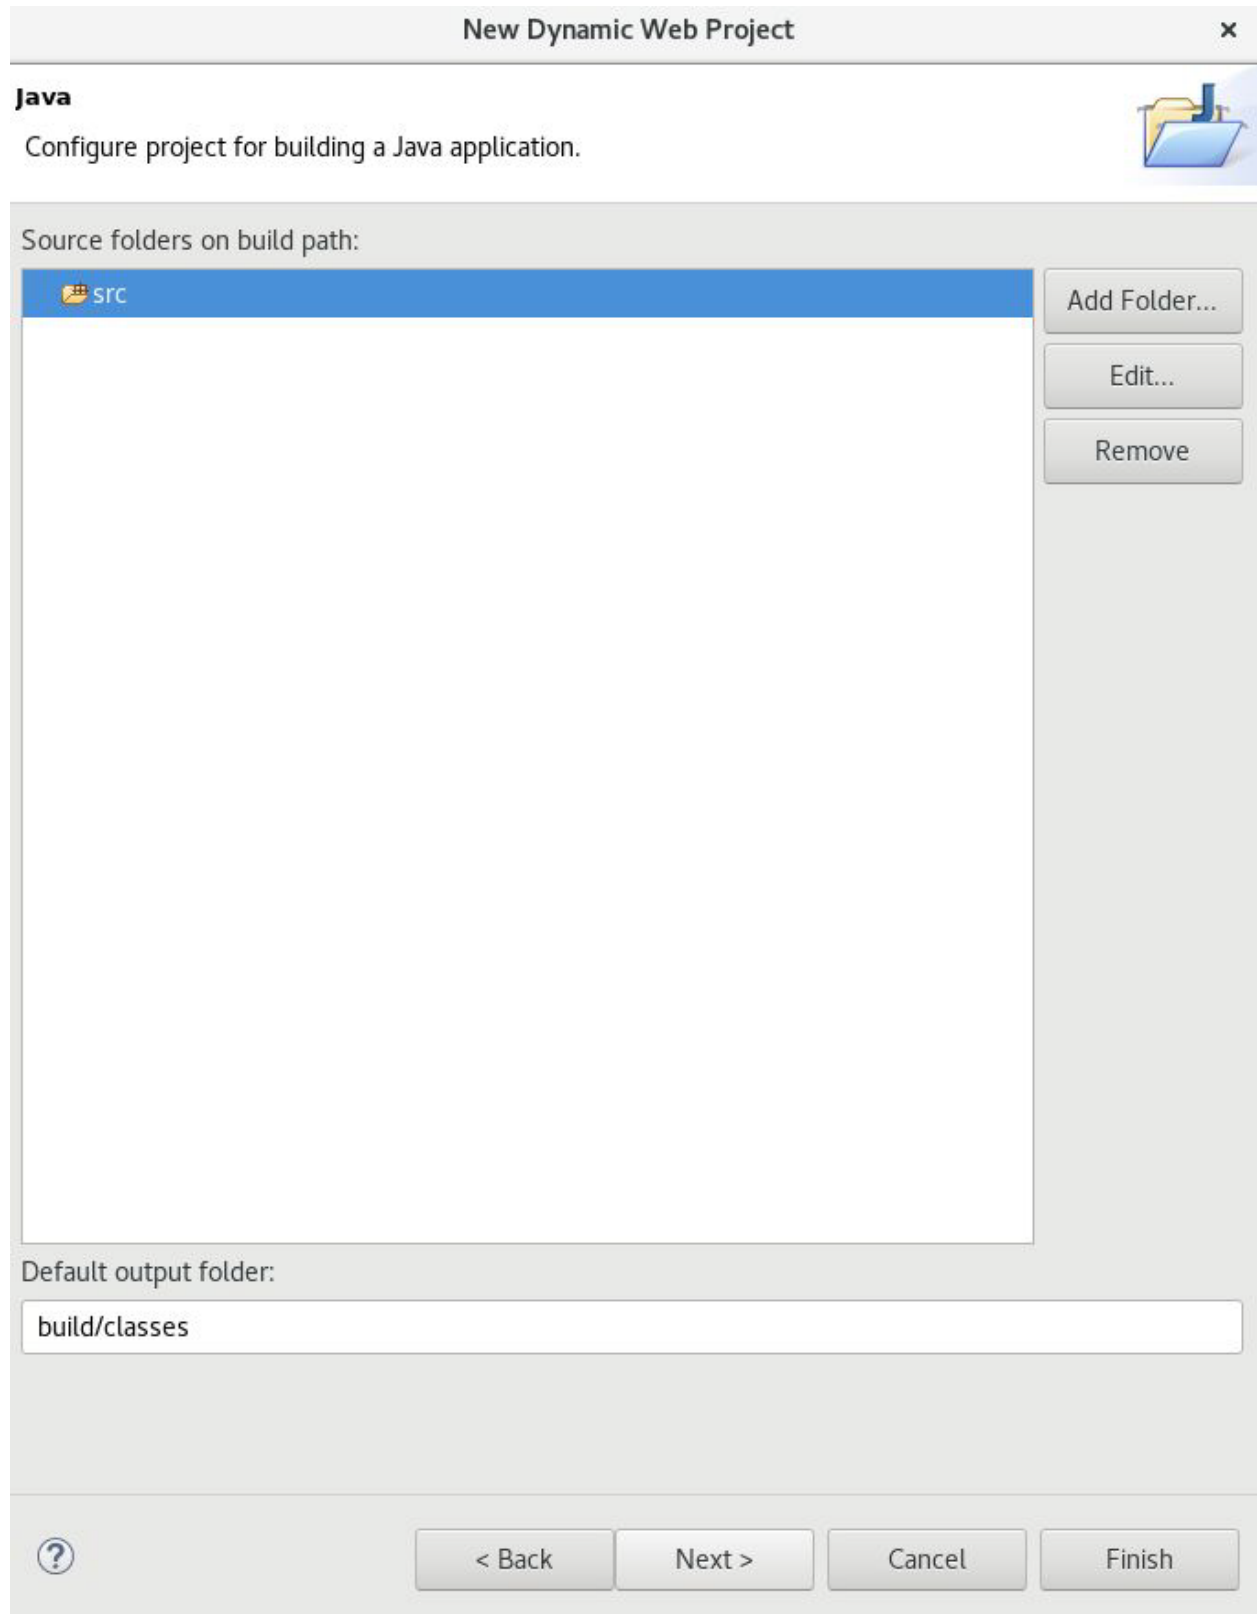 New Dynamic Web Project
Java
Configure project for building a Java application.
Source folders on build path:
src
Add Folder...
Edit...
Remove
Default output folder:
build/classes
< Back
Next >
Cancel
Finish